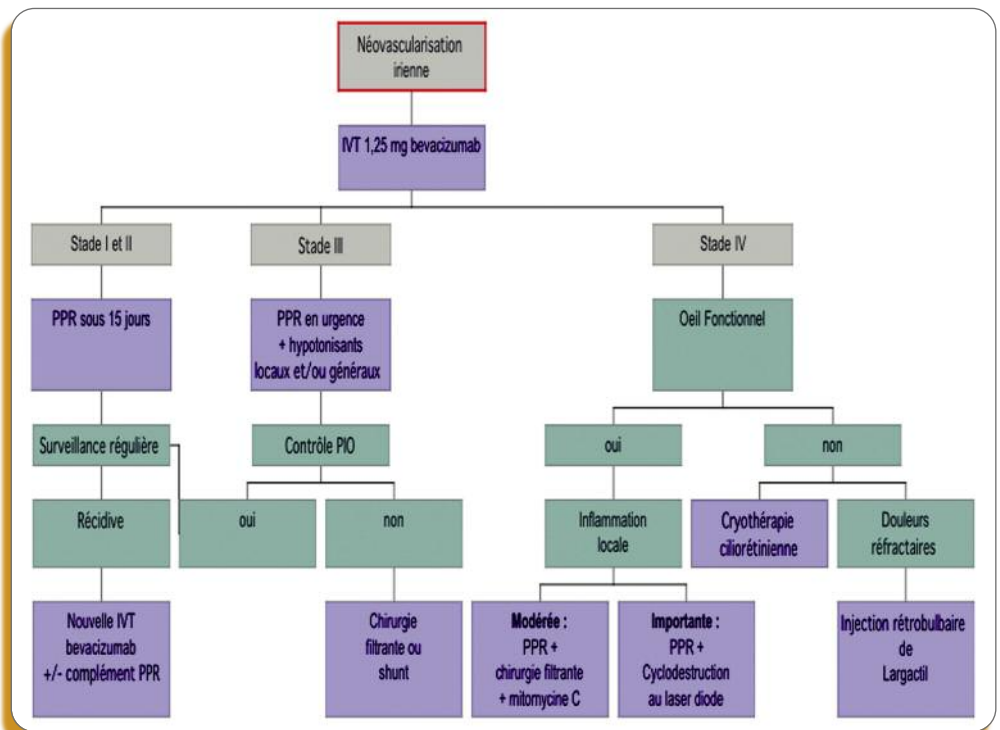 Néovascularisation
irienne
IVT 1,25 mg bevacizumab
Stade I et II
Stade III
Stade IV
PPR sous 15 jours
PPR en urgence
+ hypotonisants
locaux et/ou généraux
Oeil Fonctionnel
Surveillance régulière
Contrôle PIO
oui
non
Récidive
oui
non
Inflammation
locale
Cryothérapie
ciliorétinienne
Douleurs
réfractaires
Nouvelle IVT
bevacizumab
+/- complément PPR
Chirurgie
filtrante ou
shunt
Modérée :
PPR +
chirurgie filtrante
+ mitomycine C
Importante :
PPR +
Cyclodestruction
au laser diode
Injection rétrobulbaire
de
Largactil